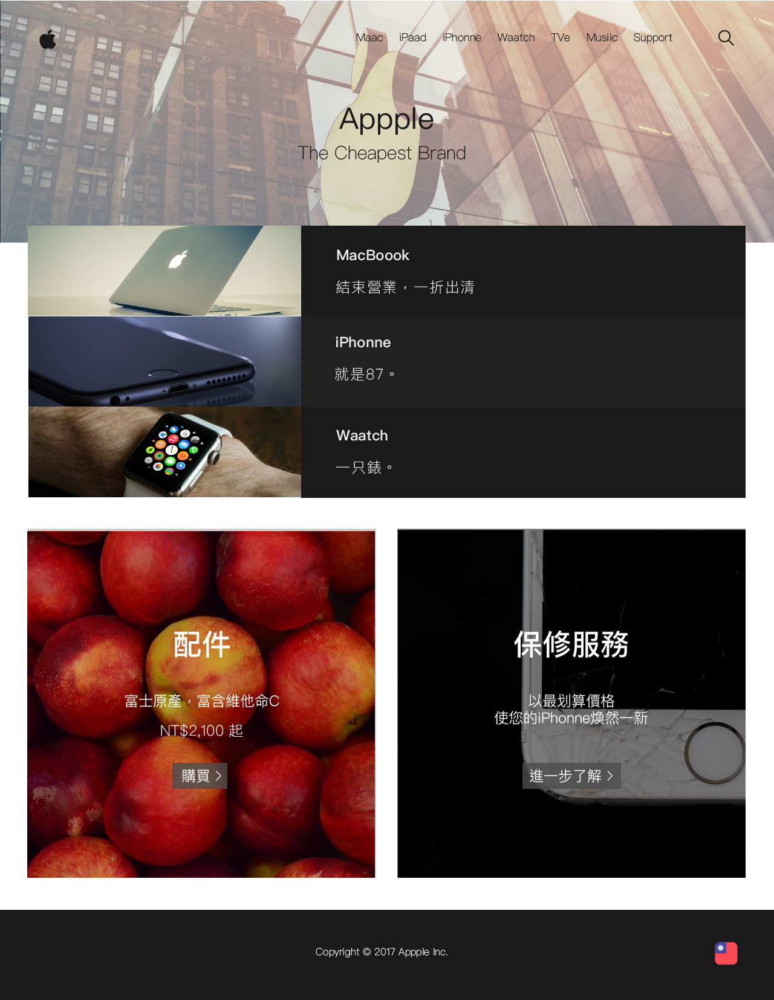 Maac iPaad iPhonne Waatch TVe Musiic Support
Appple
The Cheapest Brand
MacBoook
結束營業，一折出清
iPhonne
就是87。
Waatch
一只錶。
配件
富士原產，富含維他命C
NT$2,100 起
購買
保修服務
以最划算價格
使您的iPhonne煥然一新
進一步了解
Copyright © 2017 Appple Inc.